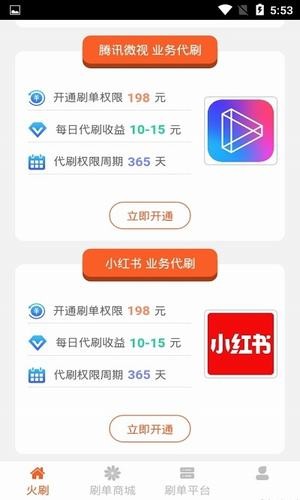 5:53
腾讯微视 业务代刷
开通刷单权限 198 元
每日代刷收益 10-15 元
代刷权限周期 365 天
立即开通
小红书 业务代刷
开通刷单权限 198 元
小红书
每日代刷收益 10-15 元
代刷权限周期 365 天
立即开通
火刷
刷单商城
刷单平台